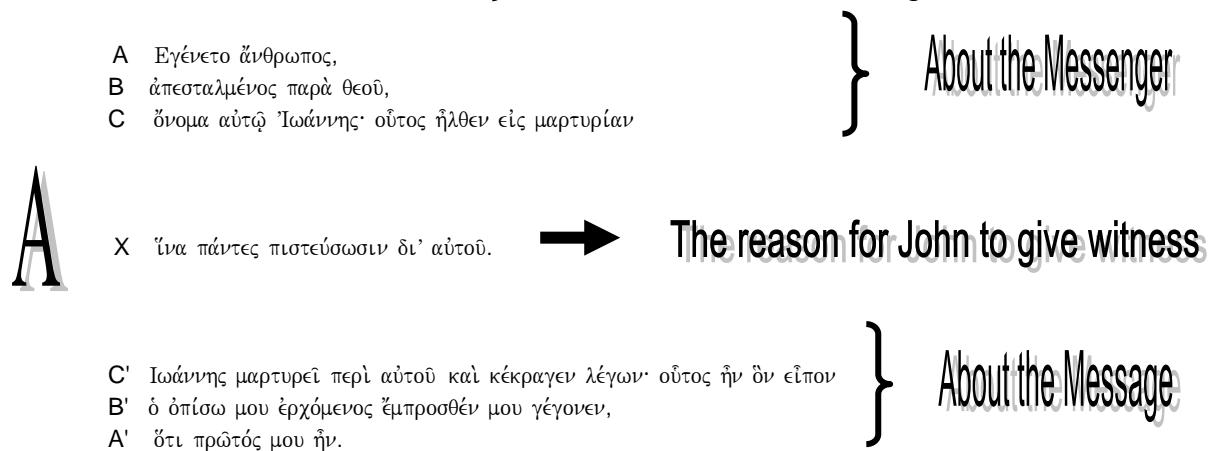 A Εγένετο ἄνθρωπος,
B ἀπεσταλμένος παρὰ θεοῦ,
C ὄνομα αὐτῷ Ἰωάννης· οὗτος ἦλθεν εἰς μαρτυρίαν
About the Messenger
A
X ἵνα πάντες πιστεύσωσιν δι’ αὐτοῦ.
The reason for John to give witness
C' Ιωάννης μαρτυρεῖ περὶ αὐτοῦ καὶ κέκραγεν λέγων· οὗτος ἦν ὃν εἶπον
B' ὁ ὀπίσω μου ἐρχόμενος ἔμπροσθέν μου γέγονεν,
A' ὅτι πρῶτός μου ἦν.
About the Message